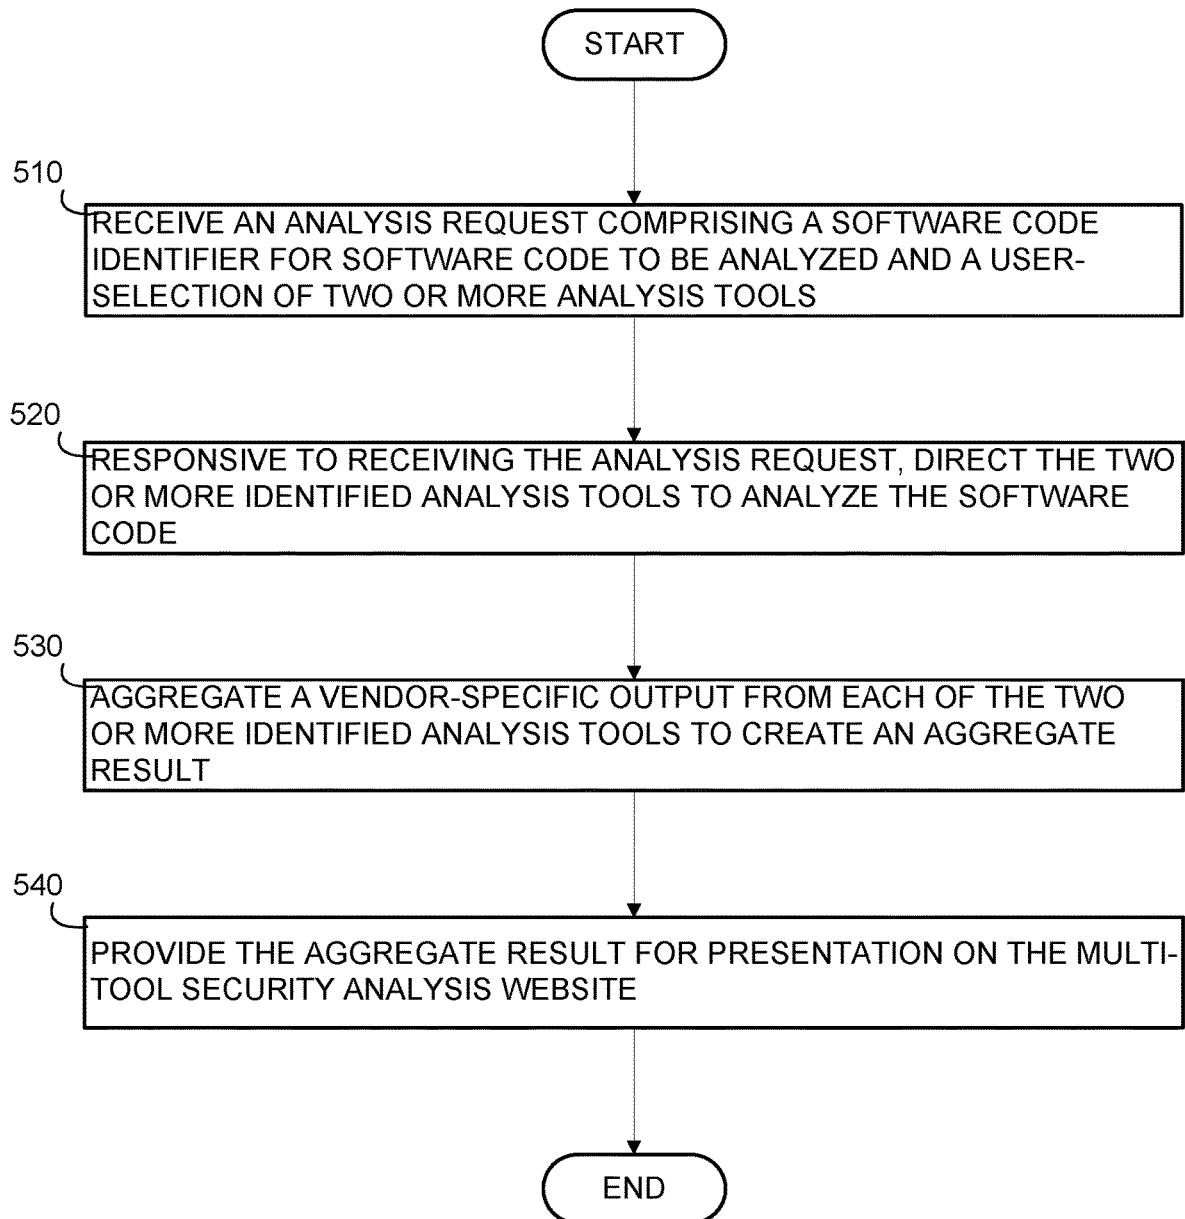 START
510
RECEIVE AN ANALYSIS REQUEST COMPRISING A SOFTWARE CODE
IDENTIFIER FOR SOFTWARE CODE TO BE ANALYZED AND A USER-
SELECTION OF TWO OR MORE ANALYSIS TOOLS
520
RESPONSIVE TO RECEIVING THE ANALYSIS REQUEST, DIRECT THE TWO
OR MORE IDENTIFIED ANALYSIS TOOLS TO ANALYZE THE SOFTWARE
CODE
530
AGGREGATE A VENDOR-SPECIFIC OUTPUT FROM EACH OF THE TWO
OR MORE IDENTIFIED ANALYSIS TOOLS TO CREATE AN AGGREGATE
RESULT
540
PROVIDE THE AGGREGATE RESULT FOR PRESENTATION ON THE MULTI-
TOOL SECURITY ANALYSIS WEBSITE
END